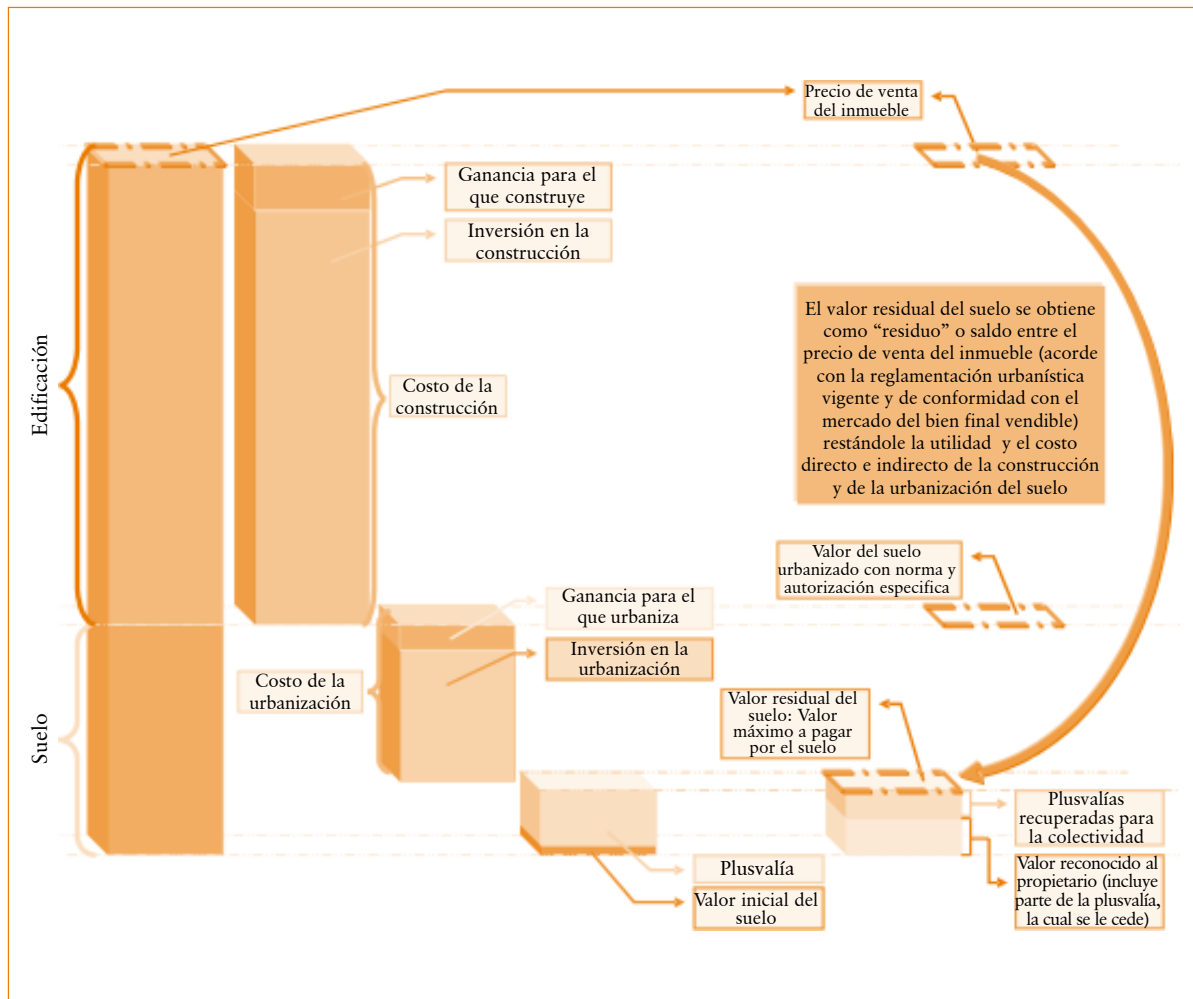 Precio de venta
del inmueble
Ganancia para el
que construye
Inversión en la
construcción
Edificación
Costo de la
construcción
El valor residual del suelo se obtiene
como “residuo” o saldo entre el
precio de venta del inmueble (acorde
con la reglamentación urbanística
vigente y de conformidad con el
mercado del bien final vendible)
restándole la utilidad y el costo
directo e indirecto de la construcción
y de la urbanización del suelo
Valor del suelo
urbanizado con norma y
autorización especifica
Ganancia para el
que urbaniza
Inversión en la
urbanización
Suelo
Costo de la
urbanización
Valor residual del
suelo: Valor
máximo a pagar
por el suelo
Plusvalías
recuperadas para
la colectividad
Plusvalía
Valor inicial del
suelo
Valor reconocido al
propietario (incluye
parte de la plusvalía,
la cual se le cede)